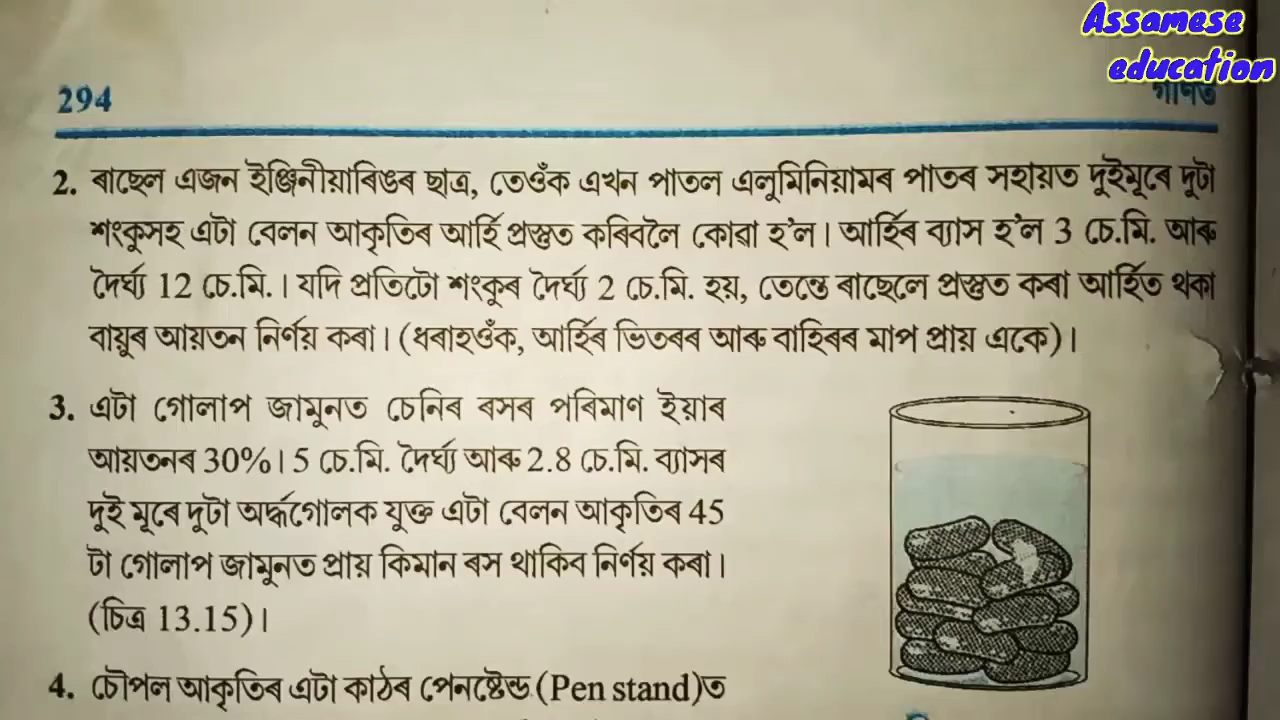 Assamese
education
294
গণিত
2. ৰাছেল এজন ইঞ্জিনীয়াৰিঙৰ ছাত্ৰ, তেওঁক এখন পাতল এলুমিনিয়ামৰ পাতৰ সহায়ত দুইমূৰে দুটা
শংকুসহ এটা বেলন আকৃতিৰ আৰ্হি প্ৰস্তুত কৰিবলৈ কোৱা হ’ল। আৰ্হিৰ ব্যাস হ’ল 3 চে.মি. আৰু
দৈৰ্ঘ্য 12 চে.মি.। যদি প্ৰতিটো শংকুৰ দৈৰ্ঘ্য 2 চে.মি. হয়, তেন্তে ৰাছেলে প্ৰস্তুত কৰা আৰ্হিত থকা
বায়ুৰ আয়তন নিৰ্ণয় কৰা। (ধৰাহওঁক, আৰ্হিৰ ভিতৰৰ আৰু বাহিৰৰ মাপ প্ৰায় একে)।
3. এটা গোলাপ জামুনত চেনিৰ ৰসৰ পৰিমাণ ইয়াৰ
আয়তনৰ 30%। 5 চে.মি. দৈৰ্ঘ্য আৰু 2.8 চে.মি. ব্যাসৰ
দুই মূৰে দুটা অৰ্দ্ধগোলক যুক্ত এটা বেলন আকৃতিৰ 45
টা গোলাপ জামুনত প্ৰায় কিমান ৰস থাকিব নিৰ্ণয় কৰা।
(চিত্ৰ 13.15)।
4. চৌপল আকৃতিৰ এটা কাঠৰ পেনষ্টেন্ড (Pen stand)ত